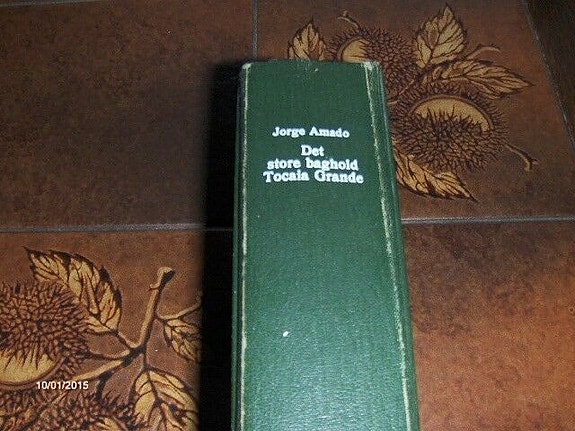 Jorge Amado
Det
store baghold
Tocaia Grande
10/01/2015